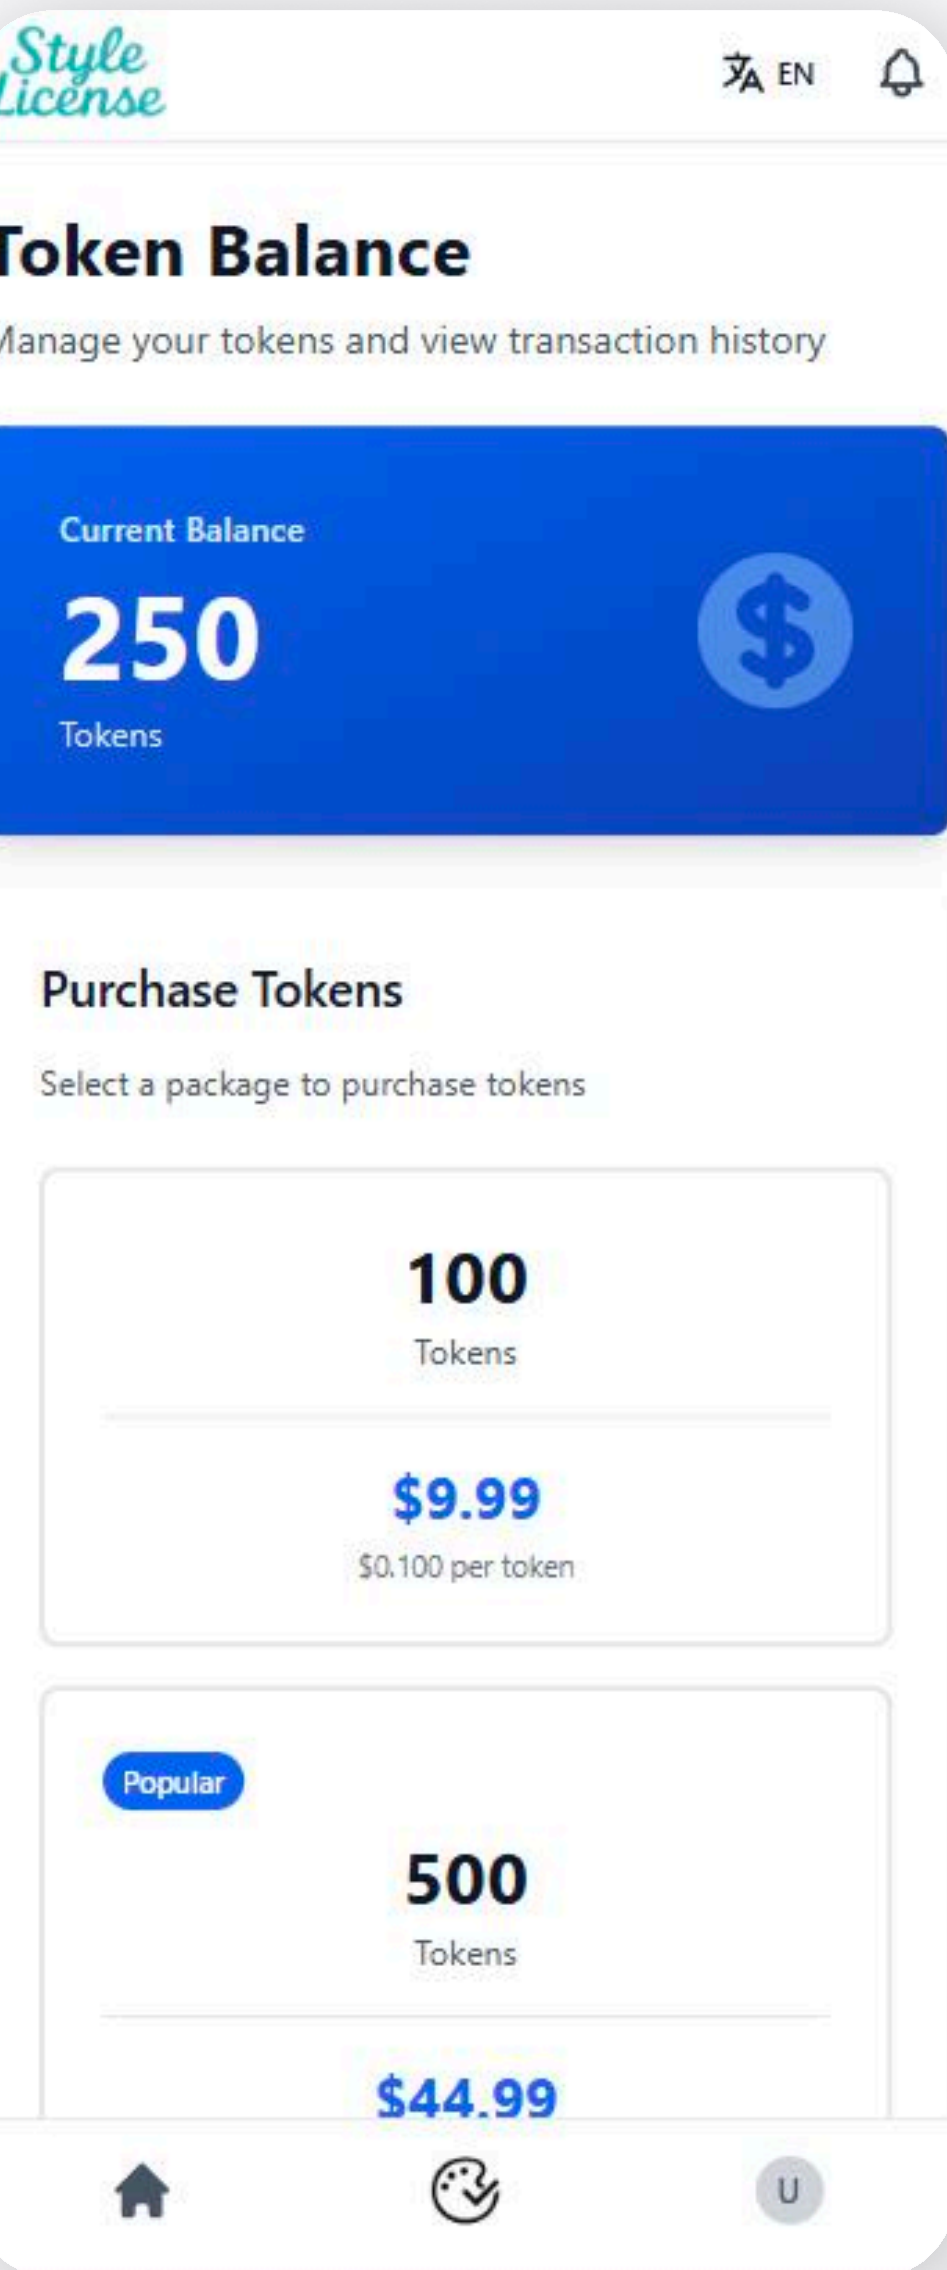 Style
License
EN
Token Balance
Manage your tokens and view transaction history
Current Balance
250
Tokens
Purchase Tokens
Select a package to purchase tokens
100
Tokens
$9.99
$0.100 per token
Popular
500
Tokens
$44.99
U